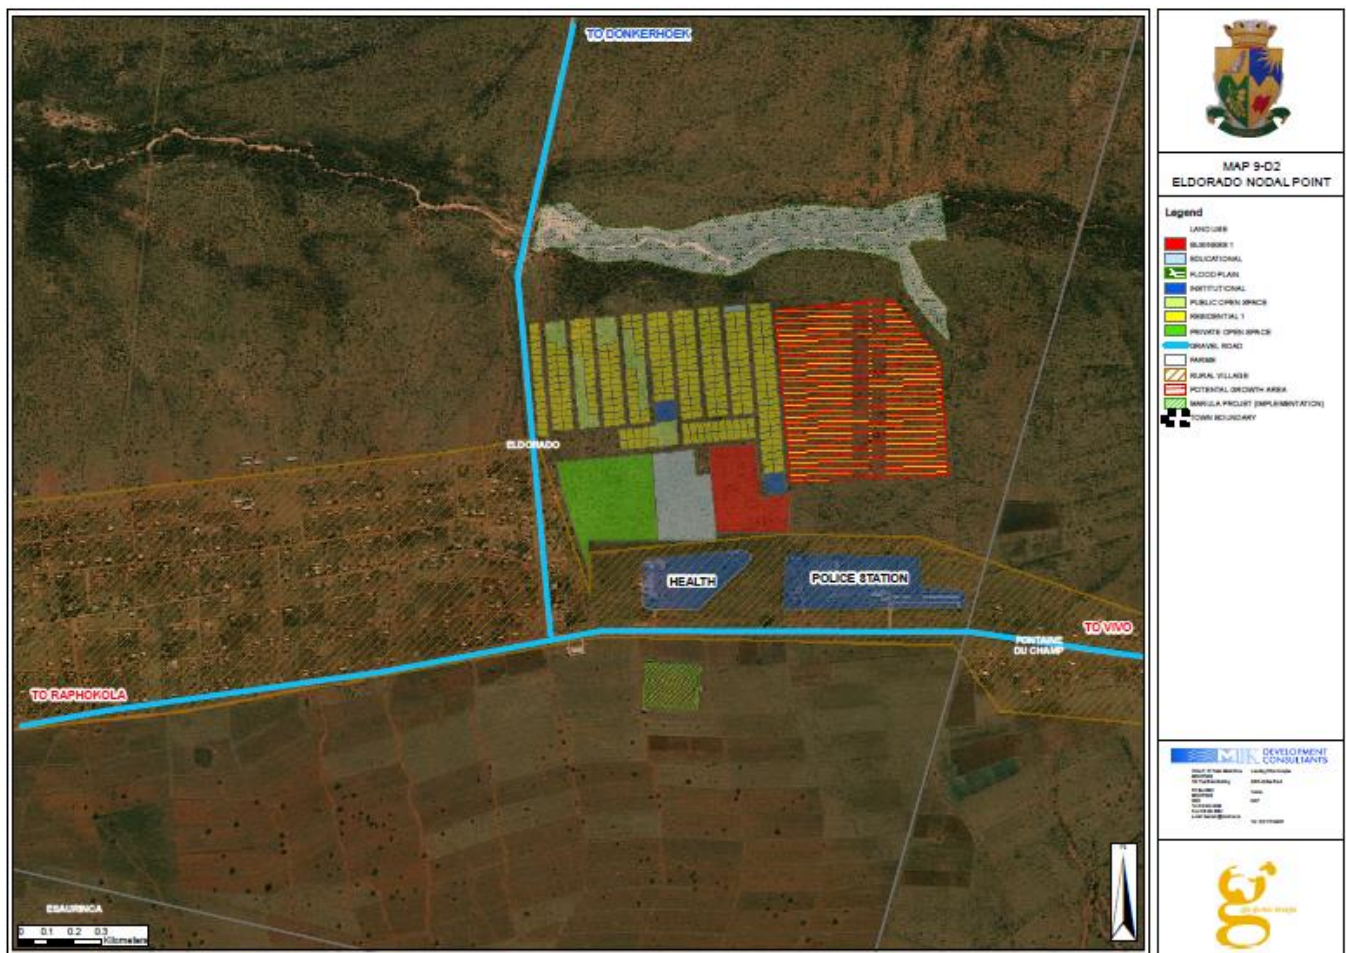 TO DONKERHOEK
ELDORADO
HEALTH
POLICE STATION
TO VIVO
FONTAINE
DU CHAMP
TO RAPHOKOLA
ESAURINCA
0 0.1 0.2 0.3
Kilometers
N
MAP 9-D2
ELDORADO NODAL POINT
Legend
LAND USE
BUSINESS 1
EDUCATIONAL
FLOOD PLAIN
INSTITUTIONAL
PUBLIC OPEN SPACE
RESIDENTIAL 1
PRIVATE OPEN SPACE
GRAVEL ROAD
FARMS
RURAL VILLAGE
POTENTIAL GROWTH AREA
MARULA PROJET (IMPLEMENTATION)
TOWN BOUNDARY
DEVELOPMENT
CONSULTANTS